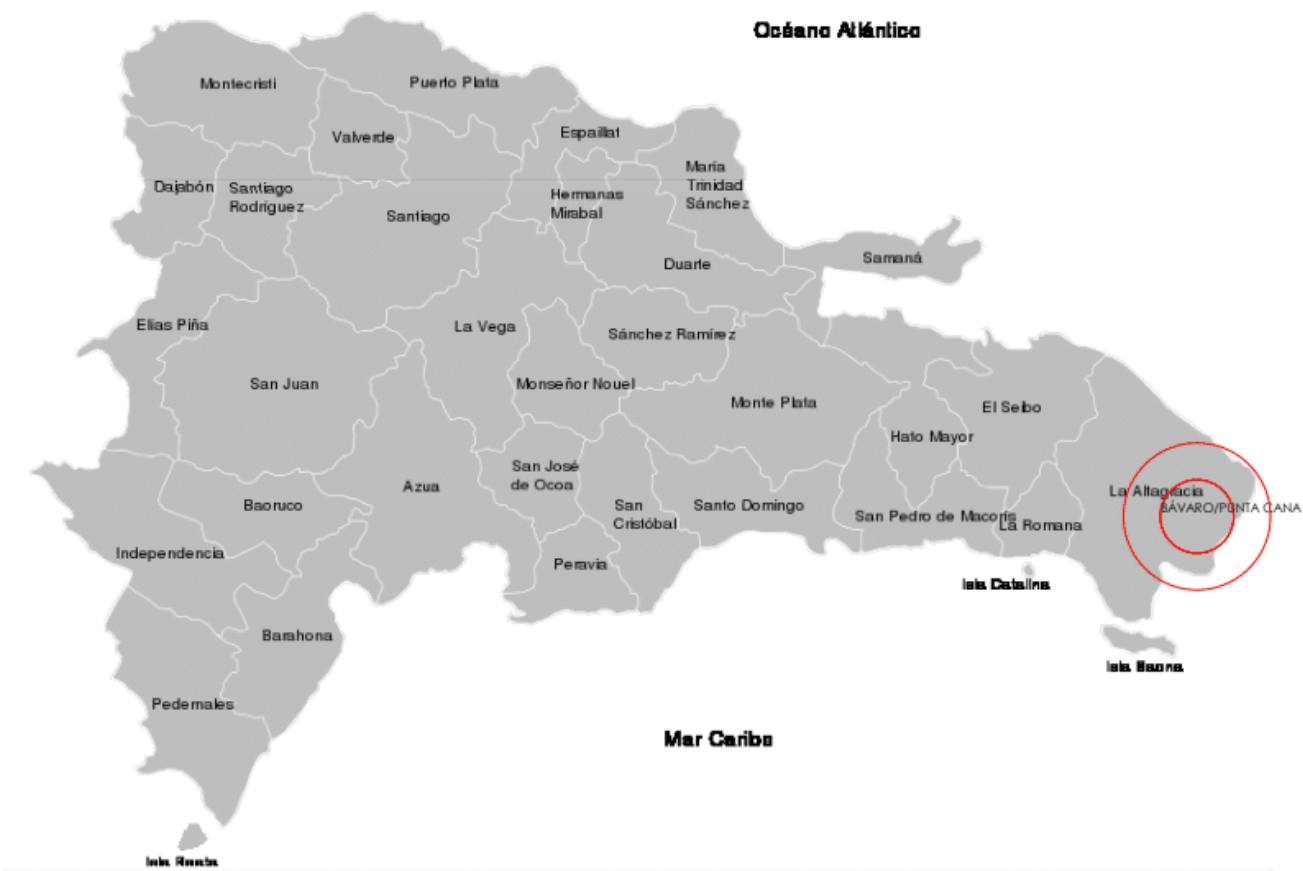 Océano Atlántico
Montecristi
Puerto Plata
Valverde
Espaillat
María
Trinidad
Sánchez
Dajabón
Santiago
Rodríguez
Hermanas
Mirabal
Santiago
Samaná
Duarte
Elías Piña
La Vega
Sánchez Ramírez
San Juan
Monseñor Nouel
Monte Plata
El Seibo
Hato Mayor
San José
de Ocoa
Azua
La Altagracia
BÁVARO/PUNTA CANA
Baoruco
San
Cristóbal
Santo Domingo
San Pedro de Macorís
La Romana
Independencia
Peravia
Isla Catalina
Barahona
Isla Saona
Pedernales
Mar Caribe
Isla